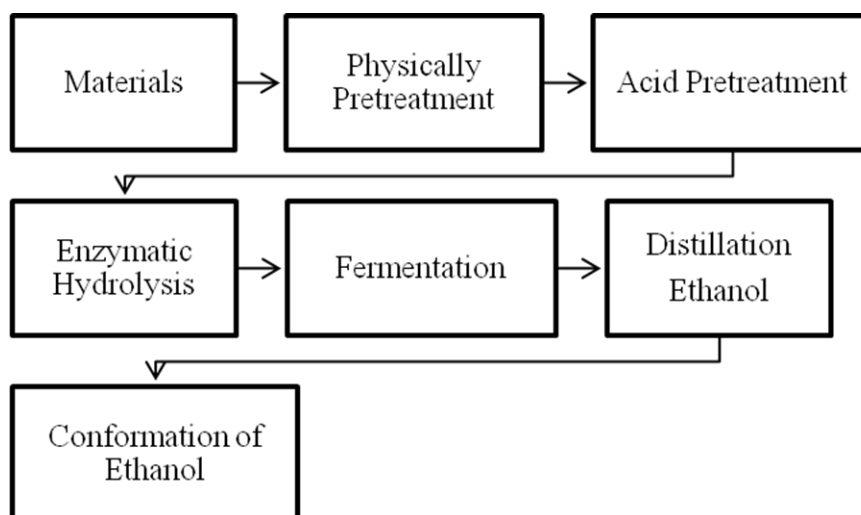 Materials
Physically
Pretreatment
Acid Pretreatment
Enzymatic
Hydrolysis
Fermentation
Distillation
Ethanol
Conformation of
Ethanol